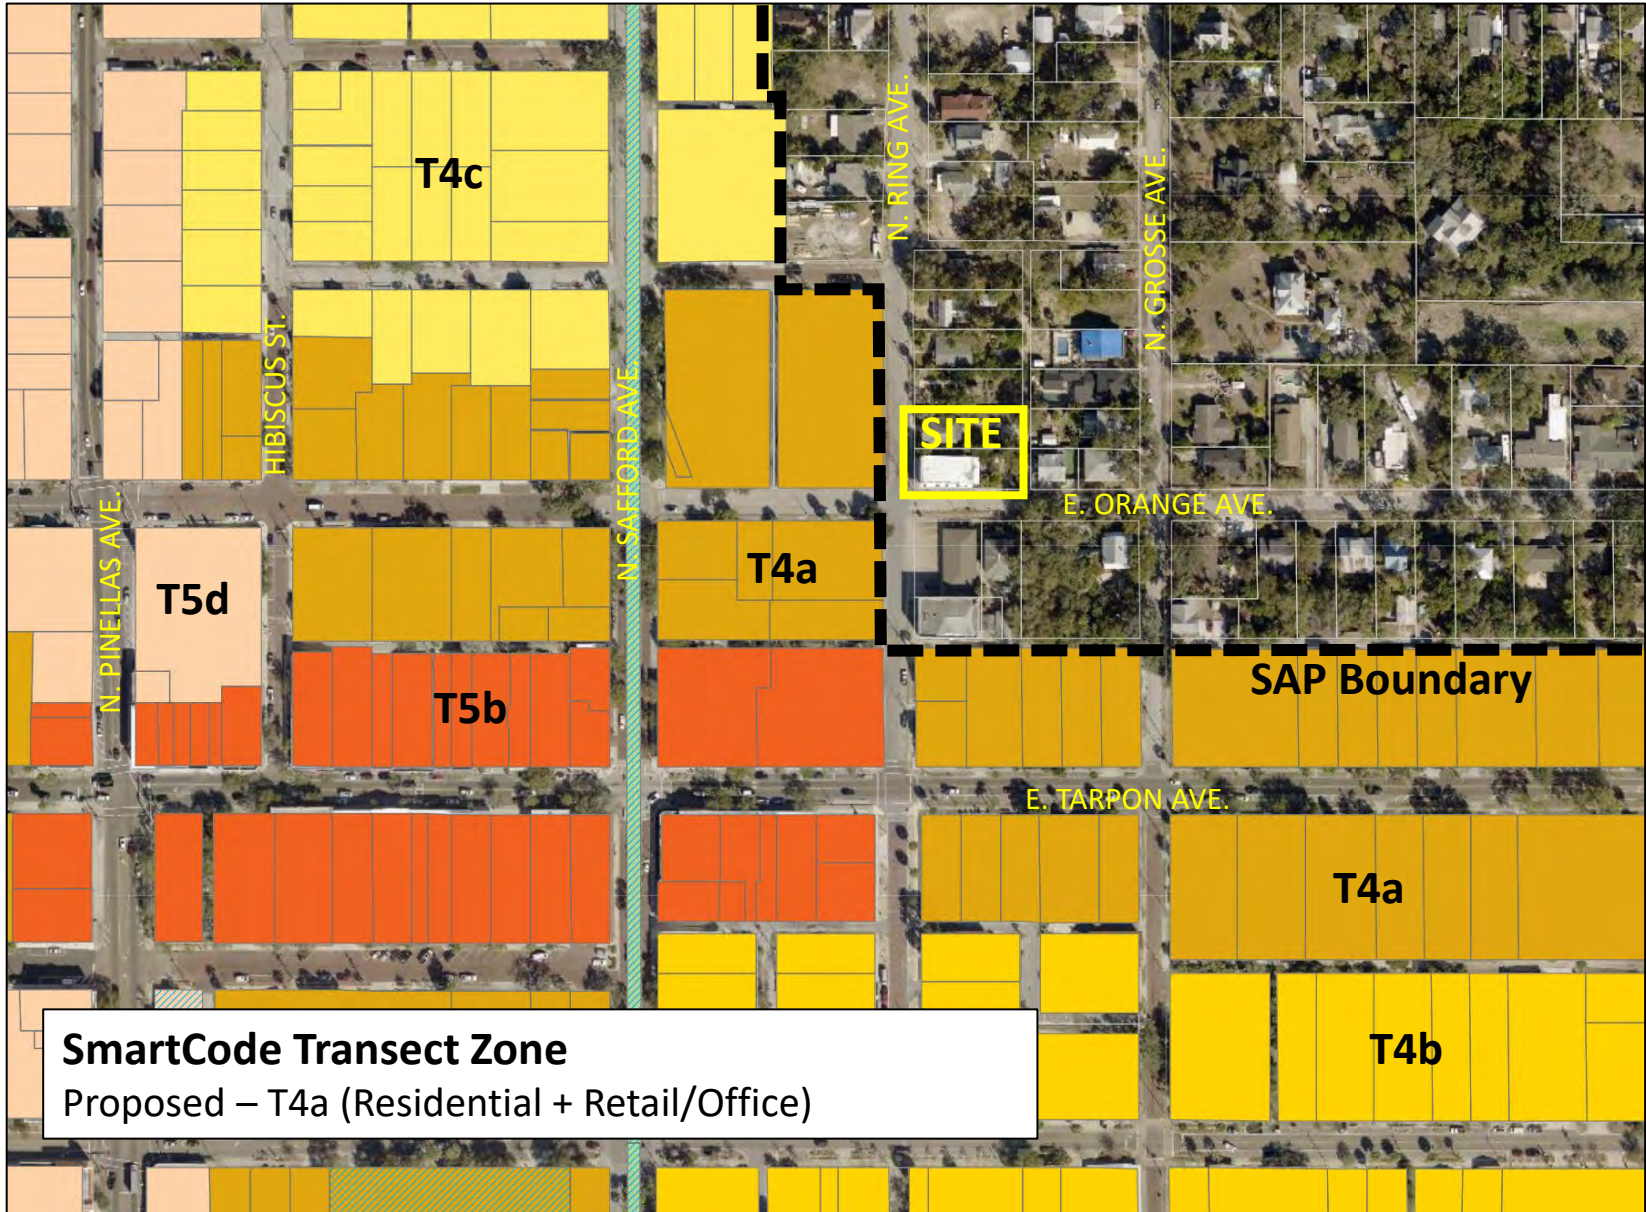 T4c
N. RING AVE.
N. GROSSE AVE.
HIBISCUS ST.
N. SAFFORD AVE.
SITE
E. ORANGE AVE.
N. PINELLAS AVE.
T5d
T4a
T5b
SAP Boundary
E. TARPON AVE.
T4a
T4b
SmartCode Transect Zone
Proposed – T4a (Residential + Retail/Office)